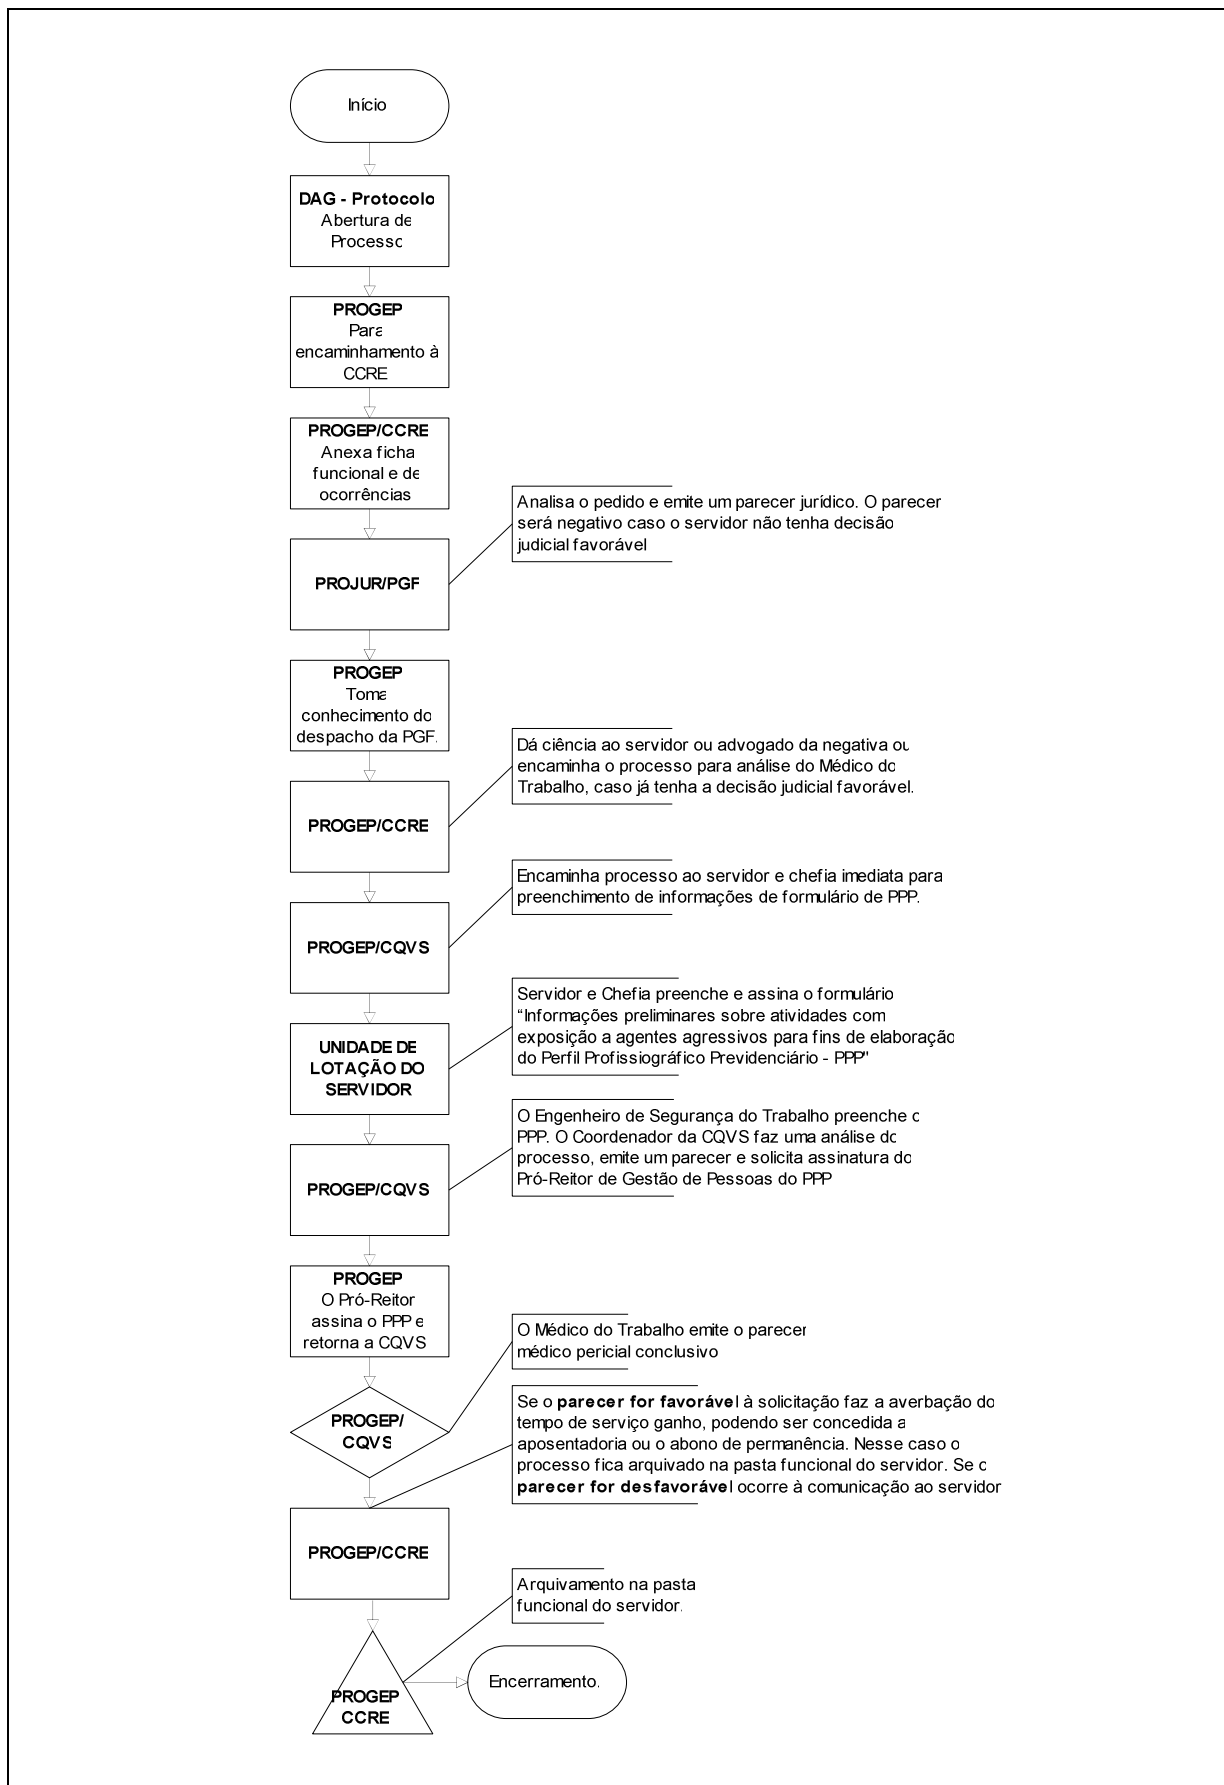 Início
DAG - Protocolo
Abertura de
Processo
PROGEP
Para
encaminhamento à
CCRE
PROGEP/CCRE
Anexa ficha
funcional e de
ocorrências
Analisa o pedido e emite um parecer jurídico. O parecer
será negativo caso o servidor não tenha decisão
judicial favorável
PROJUR/PGF
PROGEP
Toma
conhecimento do
despacho da PGF.
Dá ciência ao servidor ou advogado da negativa ou
encaminha o processo para análise do Médico do
Trabalho, caso já tenha a decisão judicial favorável.
PROGEP/CCRE
Encaminha processo ao servidor e chefia imediata para
preenchimento de informações de formulário de PPP.
PROGEP/CQVS
Servidor e Chefia preenche e assina o formulário
“Informações preliminares sobre atividades com
exposição a agentes agressivos para fins de elaboração
do Perfil Profissiográfico Previdenciário - PPP"
UNIDADE DE
LOTAÇÃO DO
SERVIDOR
O Engenheiro de Segurança do Trabalho preenche o
PPP. O Coordenador da CQVS faz uma análise do
processo, emite um parecer e solicita assinatura do
Pró-Reitor de Gestão de Pessoas do PPP
PROGEP/CQVS
PROGEP
O Pró-Reitor
assina o PPP e
retorna a CQVS
O Médico do Trabalho emite o parecer
médico pericial conclusivo
PROGEP/
CQVS
Se o parecer for favorável à solicitação faz a averbação do
tempo de serviço ganho, podendo ser concedida a
aposentadoria ou o abono de permanência. Nesse caso o
processo fica arquivado na pasta funcional do servidor. Se o
parecer for desfavorável ocorre à comunicação ao servidor
PROGEP/CCRE
Arquivamento na pasta
funcional do servidor.
PROGEP
CCRE
Encerramento.